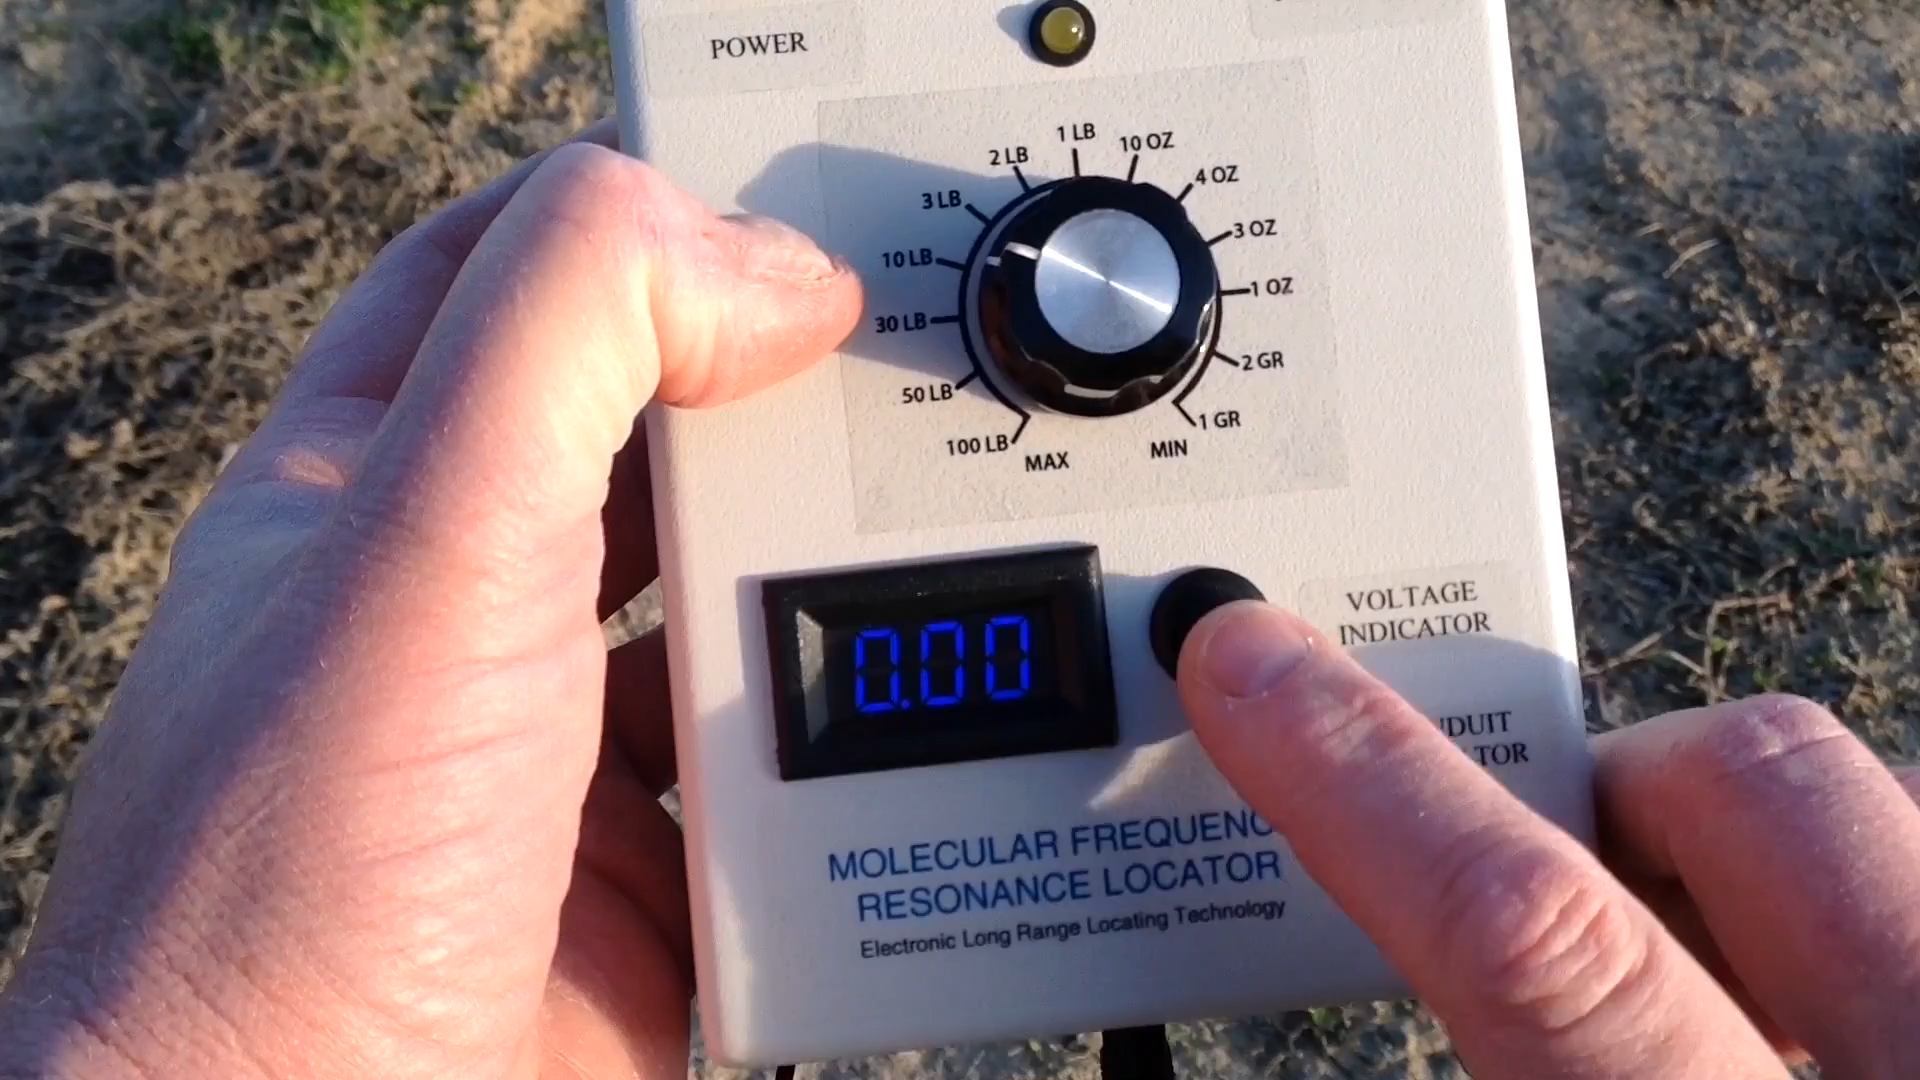 POWER
1 LB
10 OZ
2 LB
4 OZ
3 LB
3 OZ
10 LB
1 OZ
30 LB
2 GR
50 LB
1 GR
100 LB
MAX
MIN
0.00
VOLTAGE
INDICATOR
MOLECULAR FREQUENC
RESONANCE LOCATOR
Electronic Long Range Locating Technology